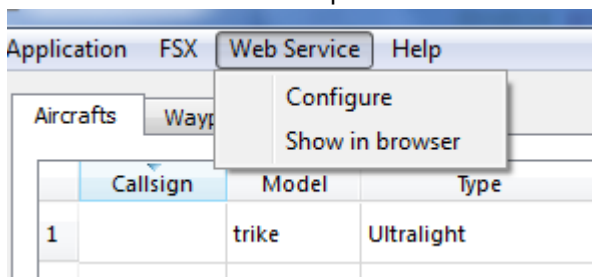 Application FSX Web Service Help
Configure
Aircrafts
Show in browser
Callsign Model Type
1 trike Ultralight